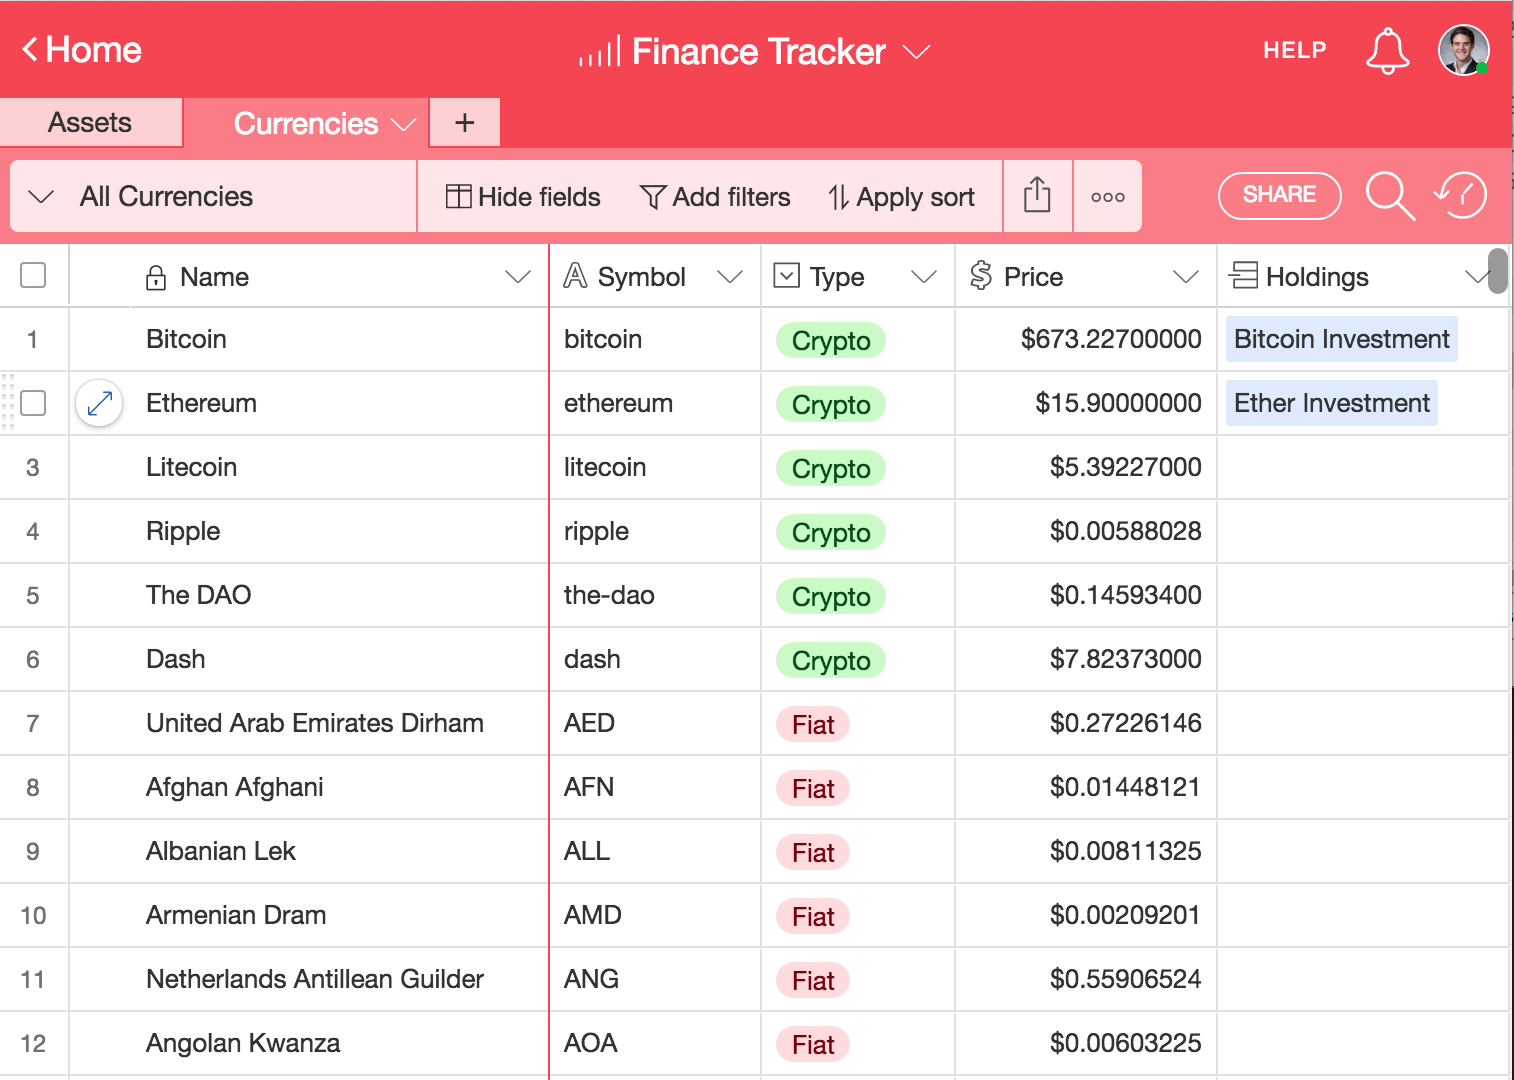 Home Finance Tracker HELP
Assets Currencies +
All Currencies Hide fields Add filters Apply sort SHARE
Name Symbol Type Price Holdings
1 Bitcoin bitcoin Crypto $673.22700000 Bitcoin Investment
Ethereum ethereum Crypto $15.90000000 Ether Investment
3 Litecoin litecoin Crypto $5.39227000
4 Ripple ripple Crypto $0.00588028
5 The DAO the-dao Crypto $0.14593400
6 Dash dash Crypto $7.82373000
7 United Arab Emirates Dirham AED Fiat $0.27226146
8 Afghan Afghani AFN Fiat $0.01448121
9 Albanian Lek ALL Fiat $0.00811325
10 Armenian Dram AMD Fiat $0.00209201
11 Netherlands Antillean Guilder ANG Fiat $0.55906524
12 Angolan Kwanza AOA Fiat $0.00603225